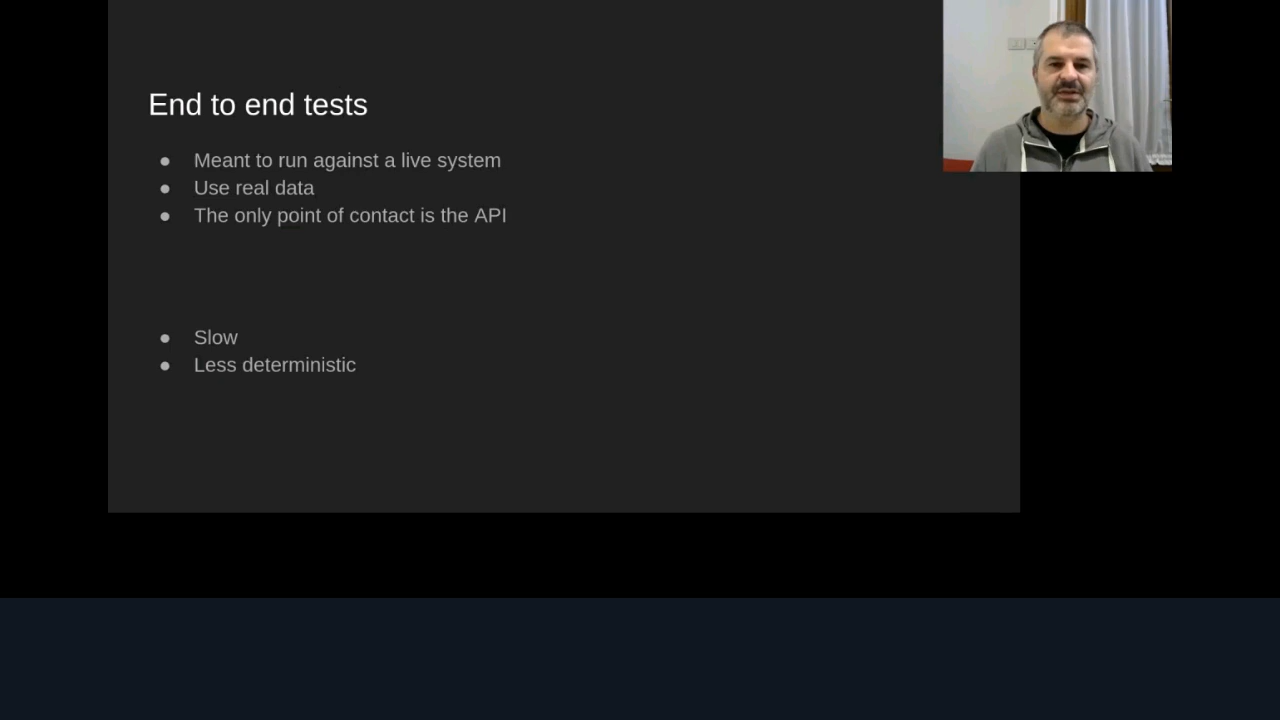 End to end tests
● Meant to run against a live system
● Use real data
● The only point of contact is the API
● Slow
● Less deterministic